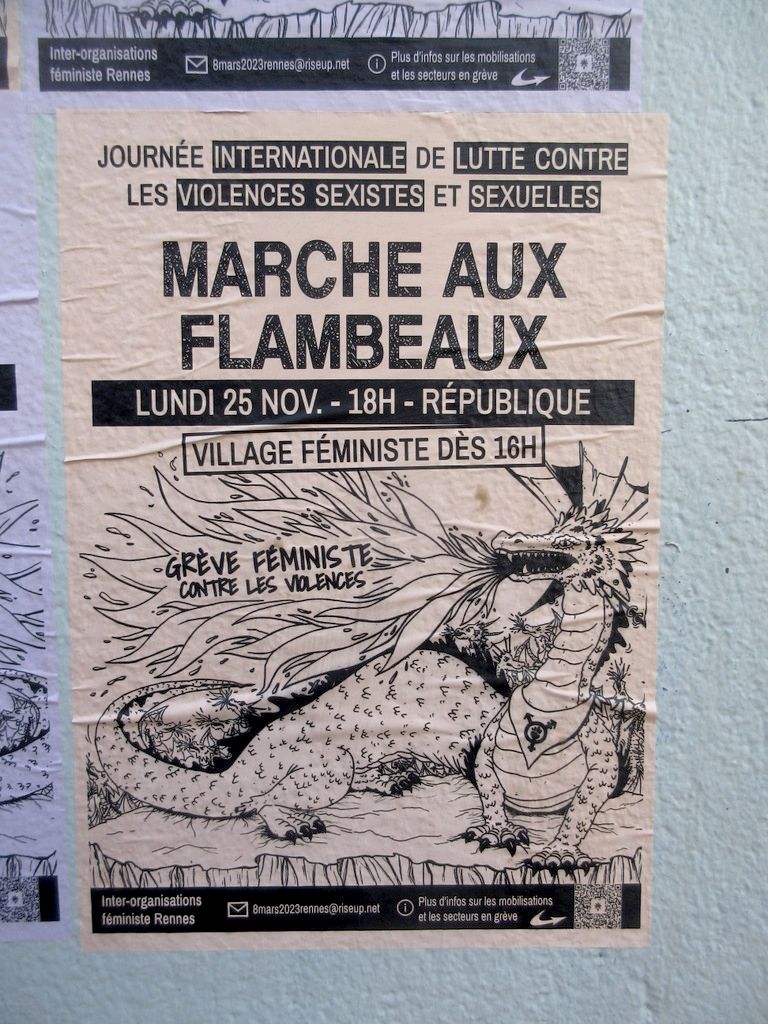 Inter-organisations
féministe Rennes
8mars2023rennes@riseup.net
Plus d'infos sur les mobilisations
et les secteurs en grève
JOURNÉE INTERNATIONALE DE LUTTE CONTRE
LES VIOLENCES SEXISTES ET SEXUELLES
MARCHE AUX
FLAMBEAUX
LUNDI 25 NOV. - 18H - RÉPUBLIQUE
VILLAGE FÉMINISTE DÈS 16H
GRÈVE FÉMINISTE
CONTRE LES VIOLENCES
Inter-organisations
féministe Rennes
8mars2023rennes@riseup.net
Plus d'infos sur les mobilisations
et les secteurs en grève